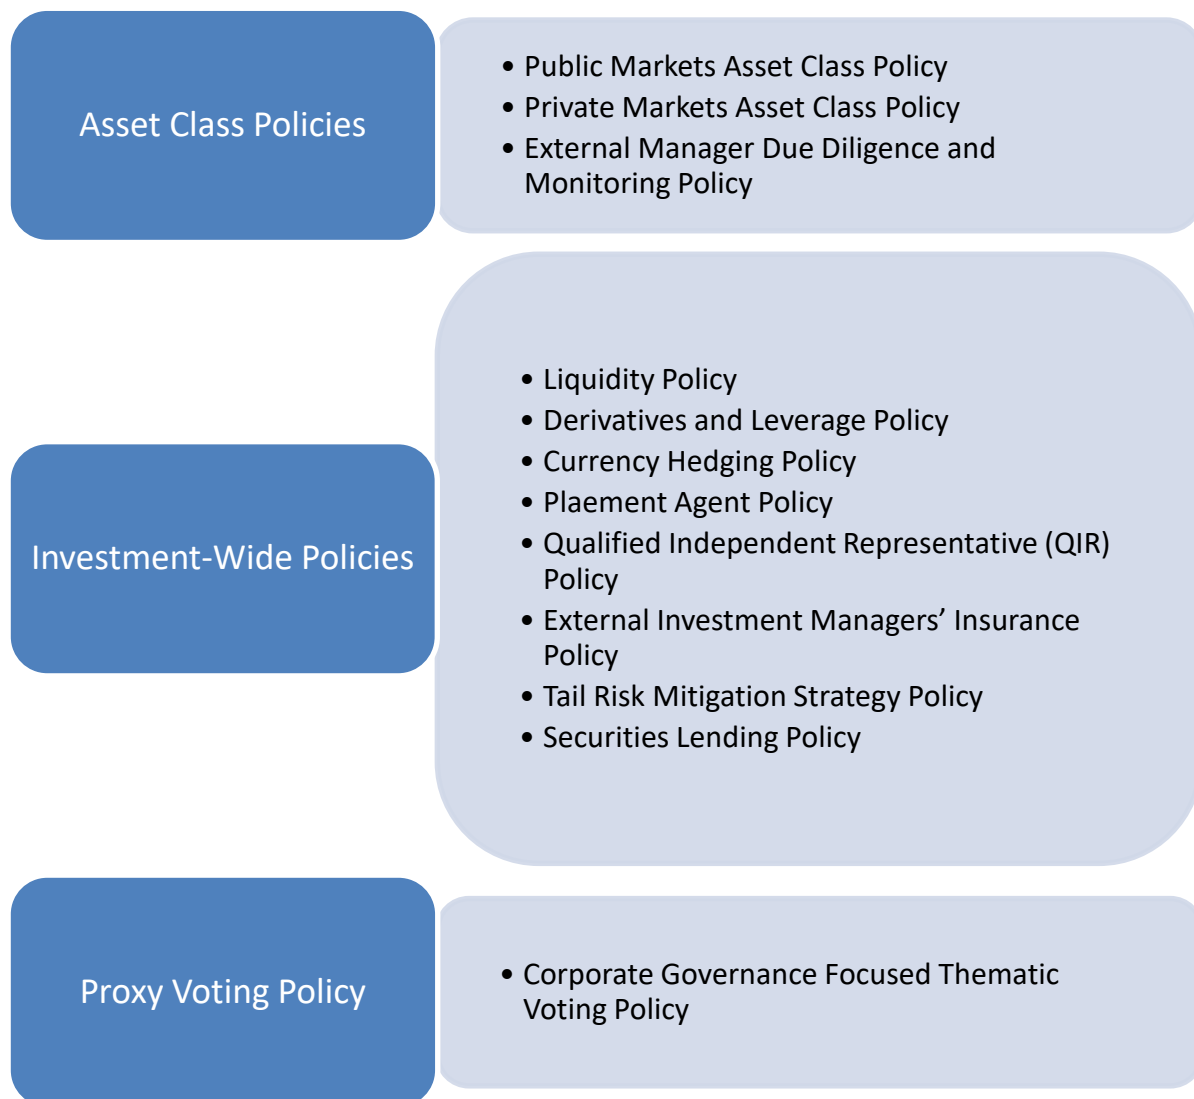 Asset Class Policies
• Public Markets Asset Class Policy
• Private Markets Asset Class Policy
• External Manager Due Diligence and
Monitoring Policy
Investment-Wide Policies
• Liquidity Policy
• Derivatives and Leverage Policy
• Currency Hedging Policy
• Plaement Agent Policy
• Qualified Independent Representative (QIR)
Policy
• External Investment Managers’ Insurance
Policy
• Tail Risk Mitigation Strategy Policy
• Securities Lending Policy
Proxy Voting Policy
• Corporate Governance Focused Thematic
Voting Policy